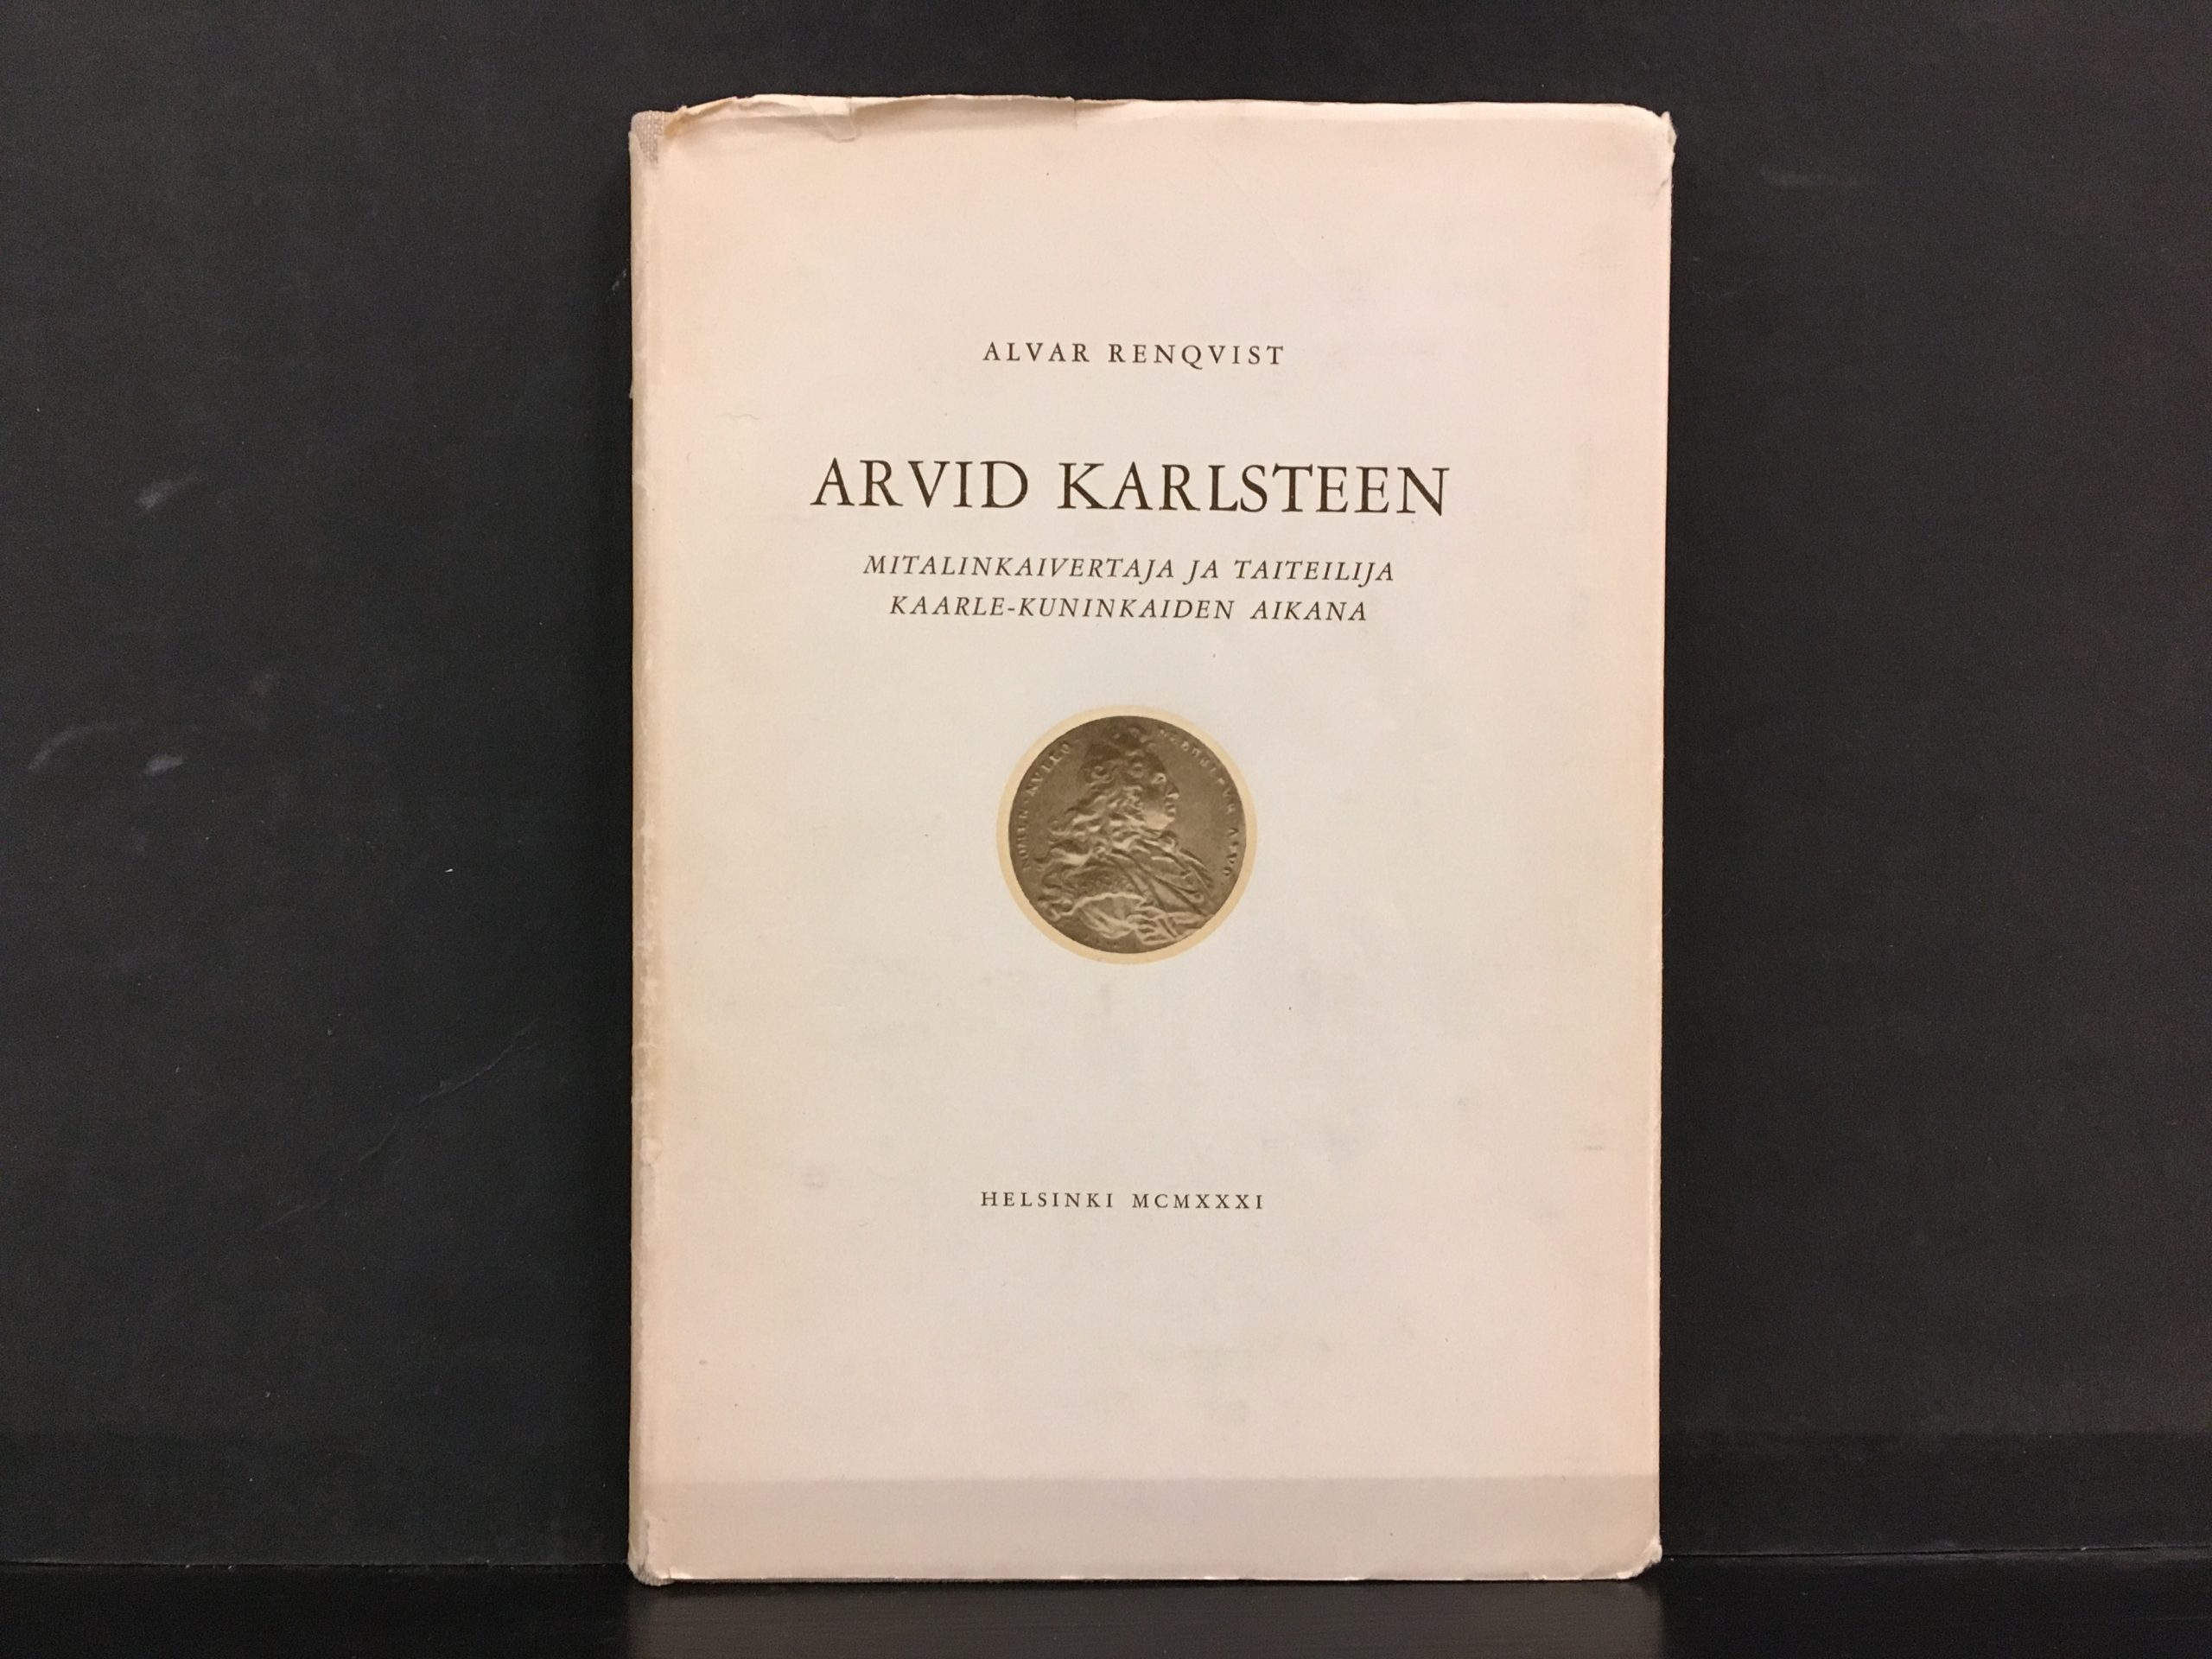 ALVAR RENQVIST
ARVID KARLSTEEN
MITALINKAIVERTAJA JA TAITEILIJA
KAARLE-KUNINKAIDEN AIKANA
HELSINKI MCMXXXI